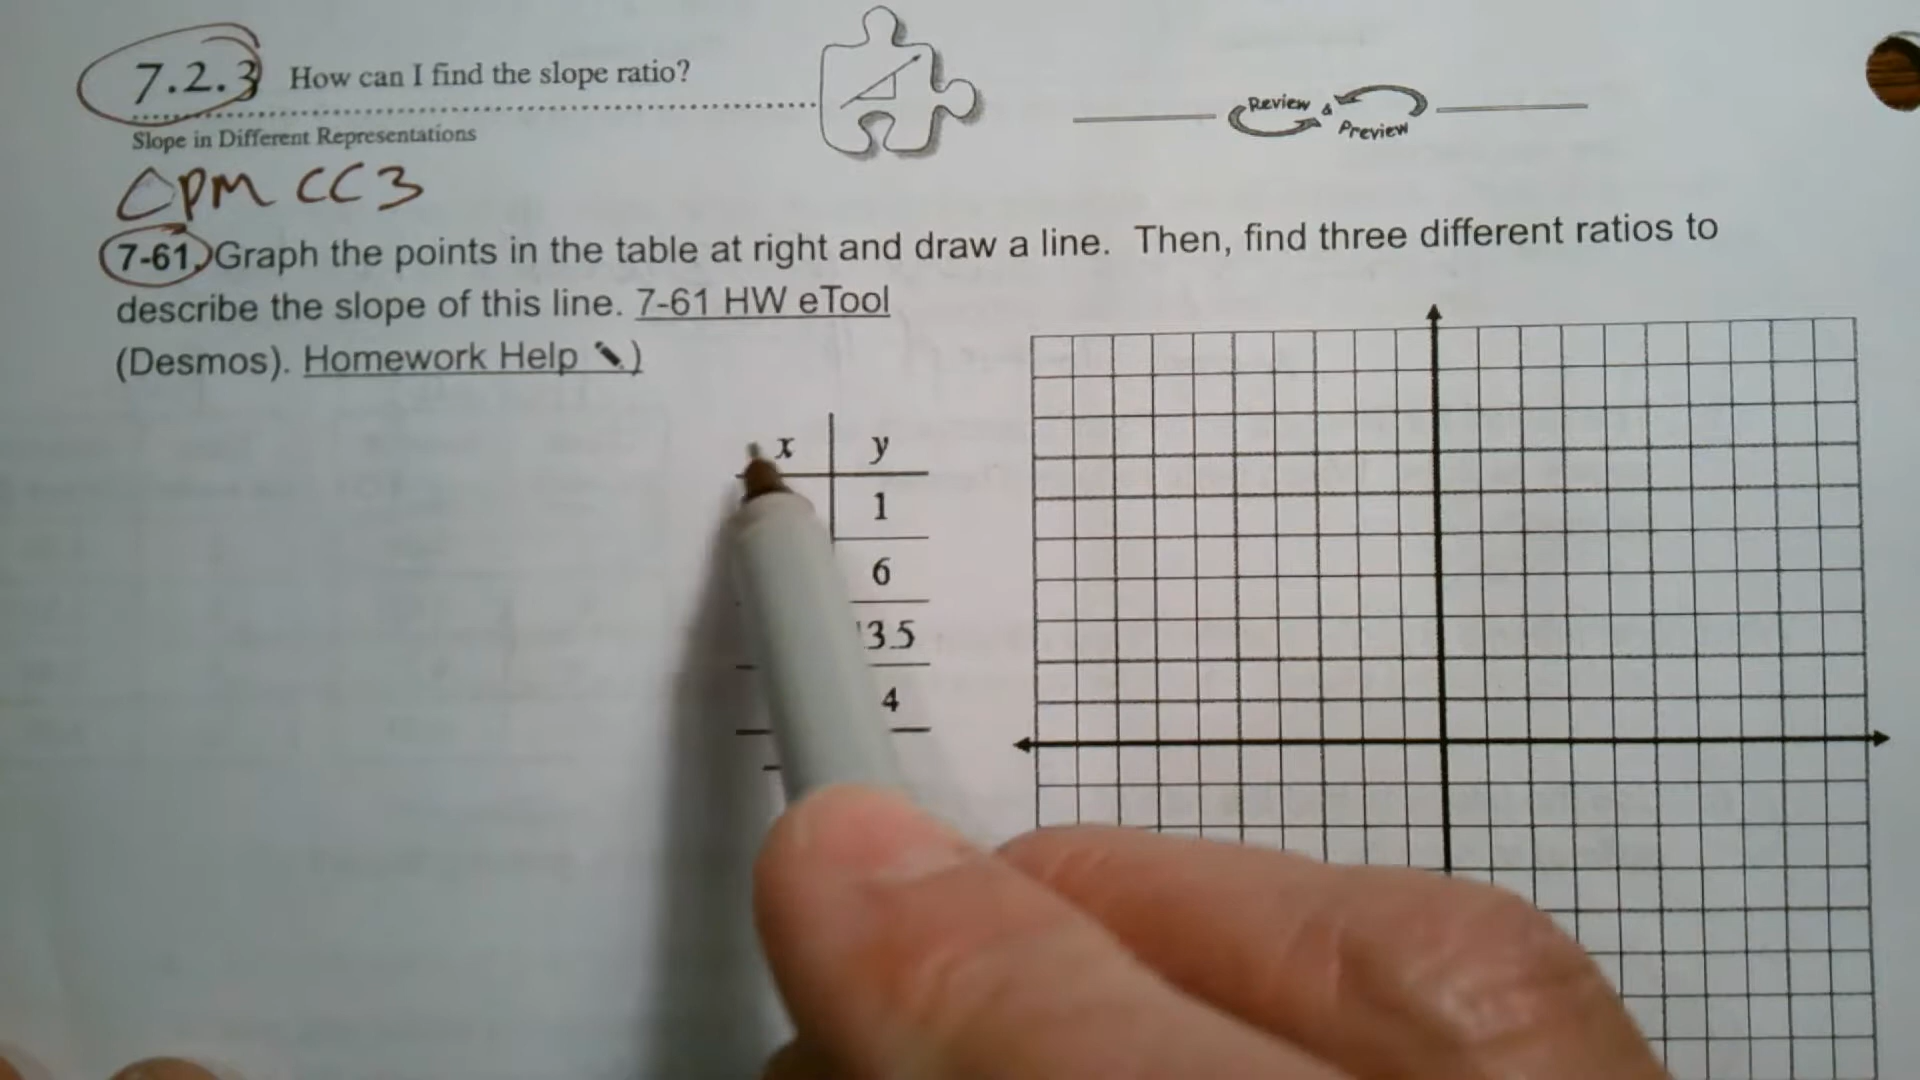 7.2.3 How can I find the slope ratio?
Slope in Different Representations
Review & Preview
CPM CC3
7-61. Graph the points in the table at right and draw a line. Then, find three different ratios to
describe the slope of this line. 7-61 HW eTool
(Desmos). Homework Help ✎)
x y
1
6
3.5
4